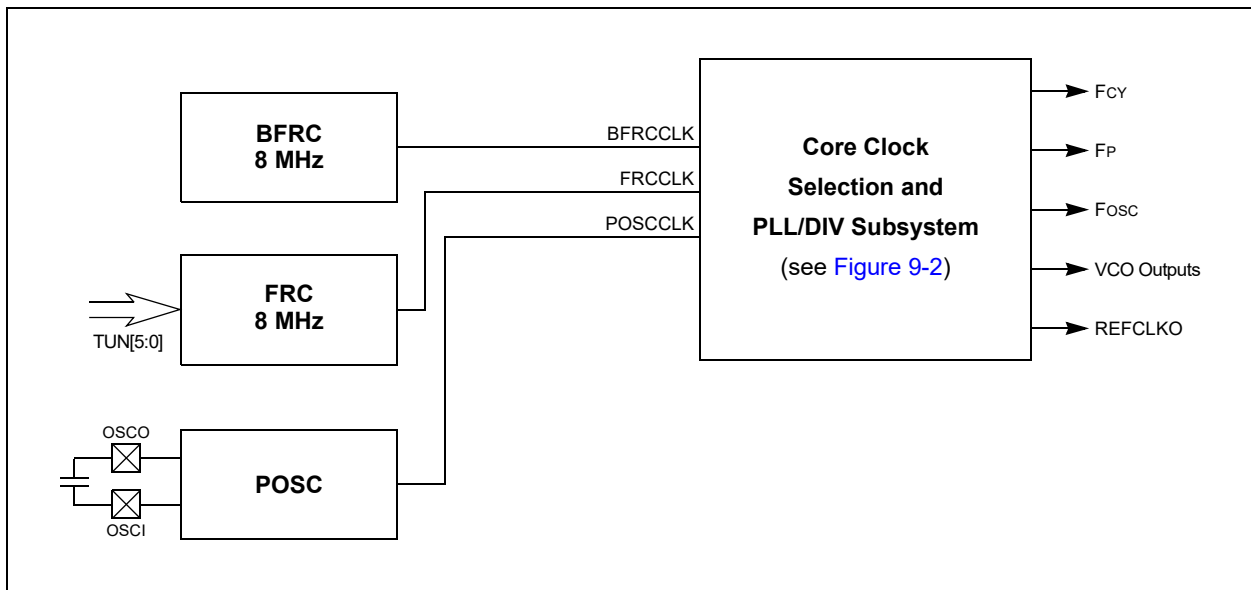 BFRC
8 MHz
BFRCCLK
FRCCLK
POSCCLK
TUN[5:0]
FRC
8 MHz
OSCO
OSCI
POSC
Core Clock
Selection and
PLL/DIV Subsystem
(see Figure 9-2)
FCY
FP
FOSC
VCO Outputs
REFCLKO